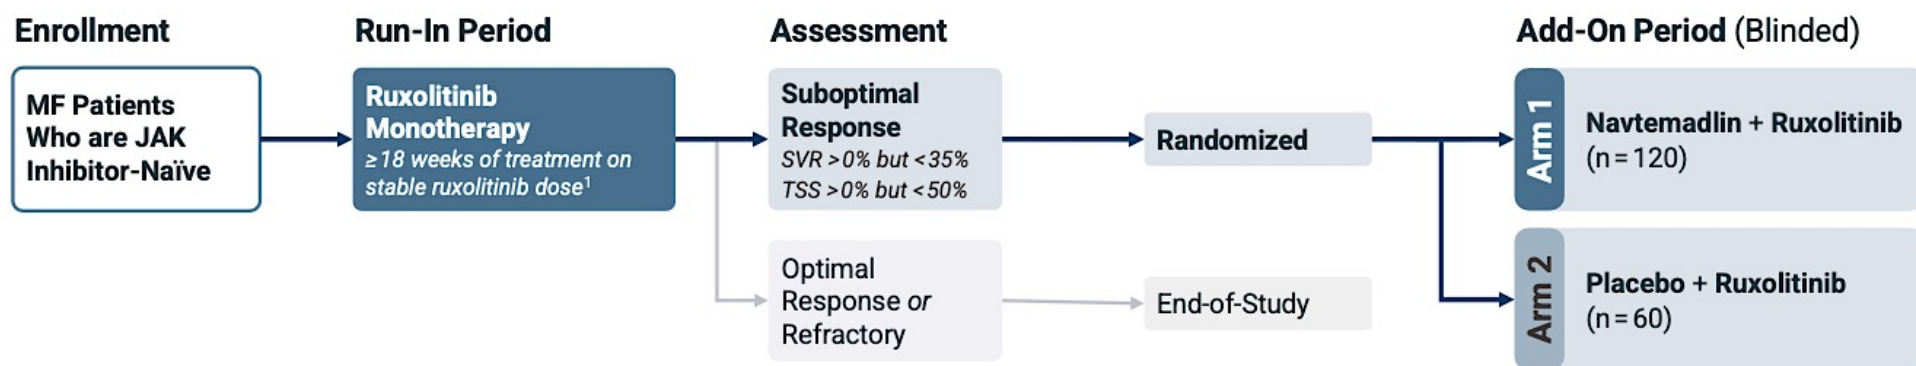 Enrollment
MF Patients
Who are JAK
Inhibitor-Naïve
Run-In Period
Ruxolitinib
Monotherapy
≥18 weeks of treatment on
stable ruxolitinib dose¹
Assessment
Suboptimal
Response
SVR >0% but <35%
TSS >0% but <50%
Optimal
Response or
Refractory
Randomized
End-of-Study
Add-On Period (Blinded)
Arm 1
Navtemadlin + Ruxolitinib
(n=120)
Arm 2
Placebo + Ruxolitinib
(n=60)